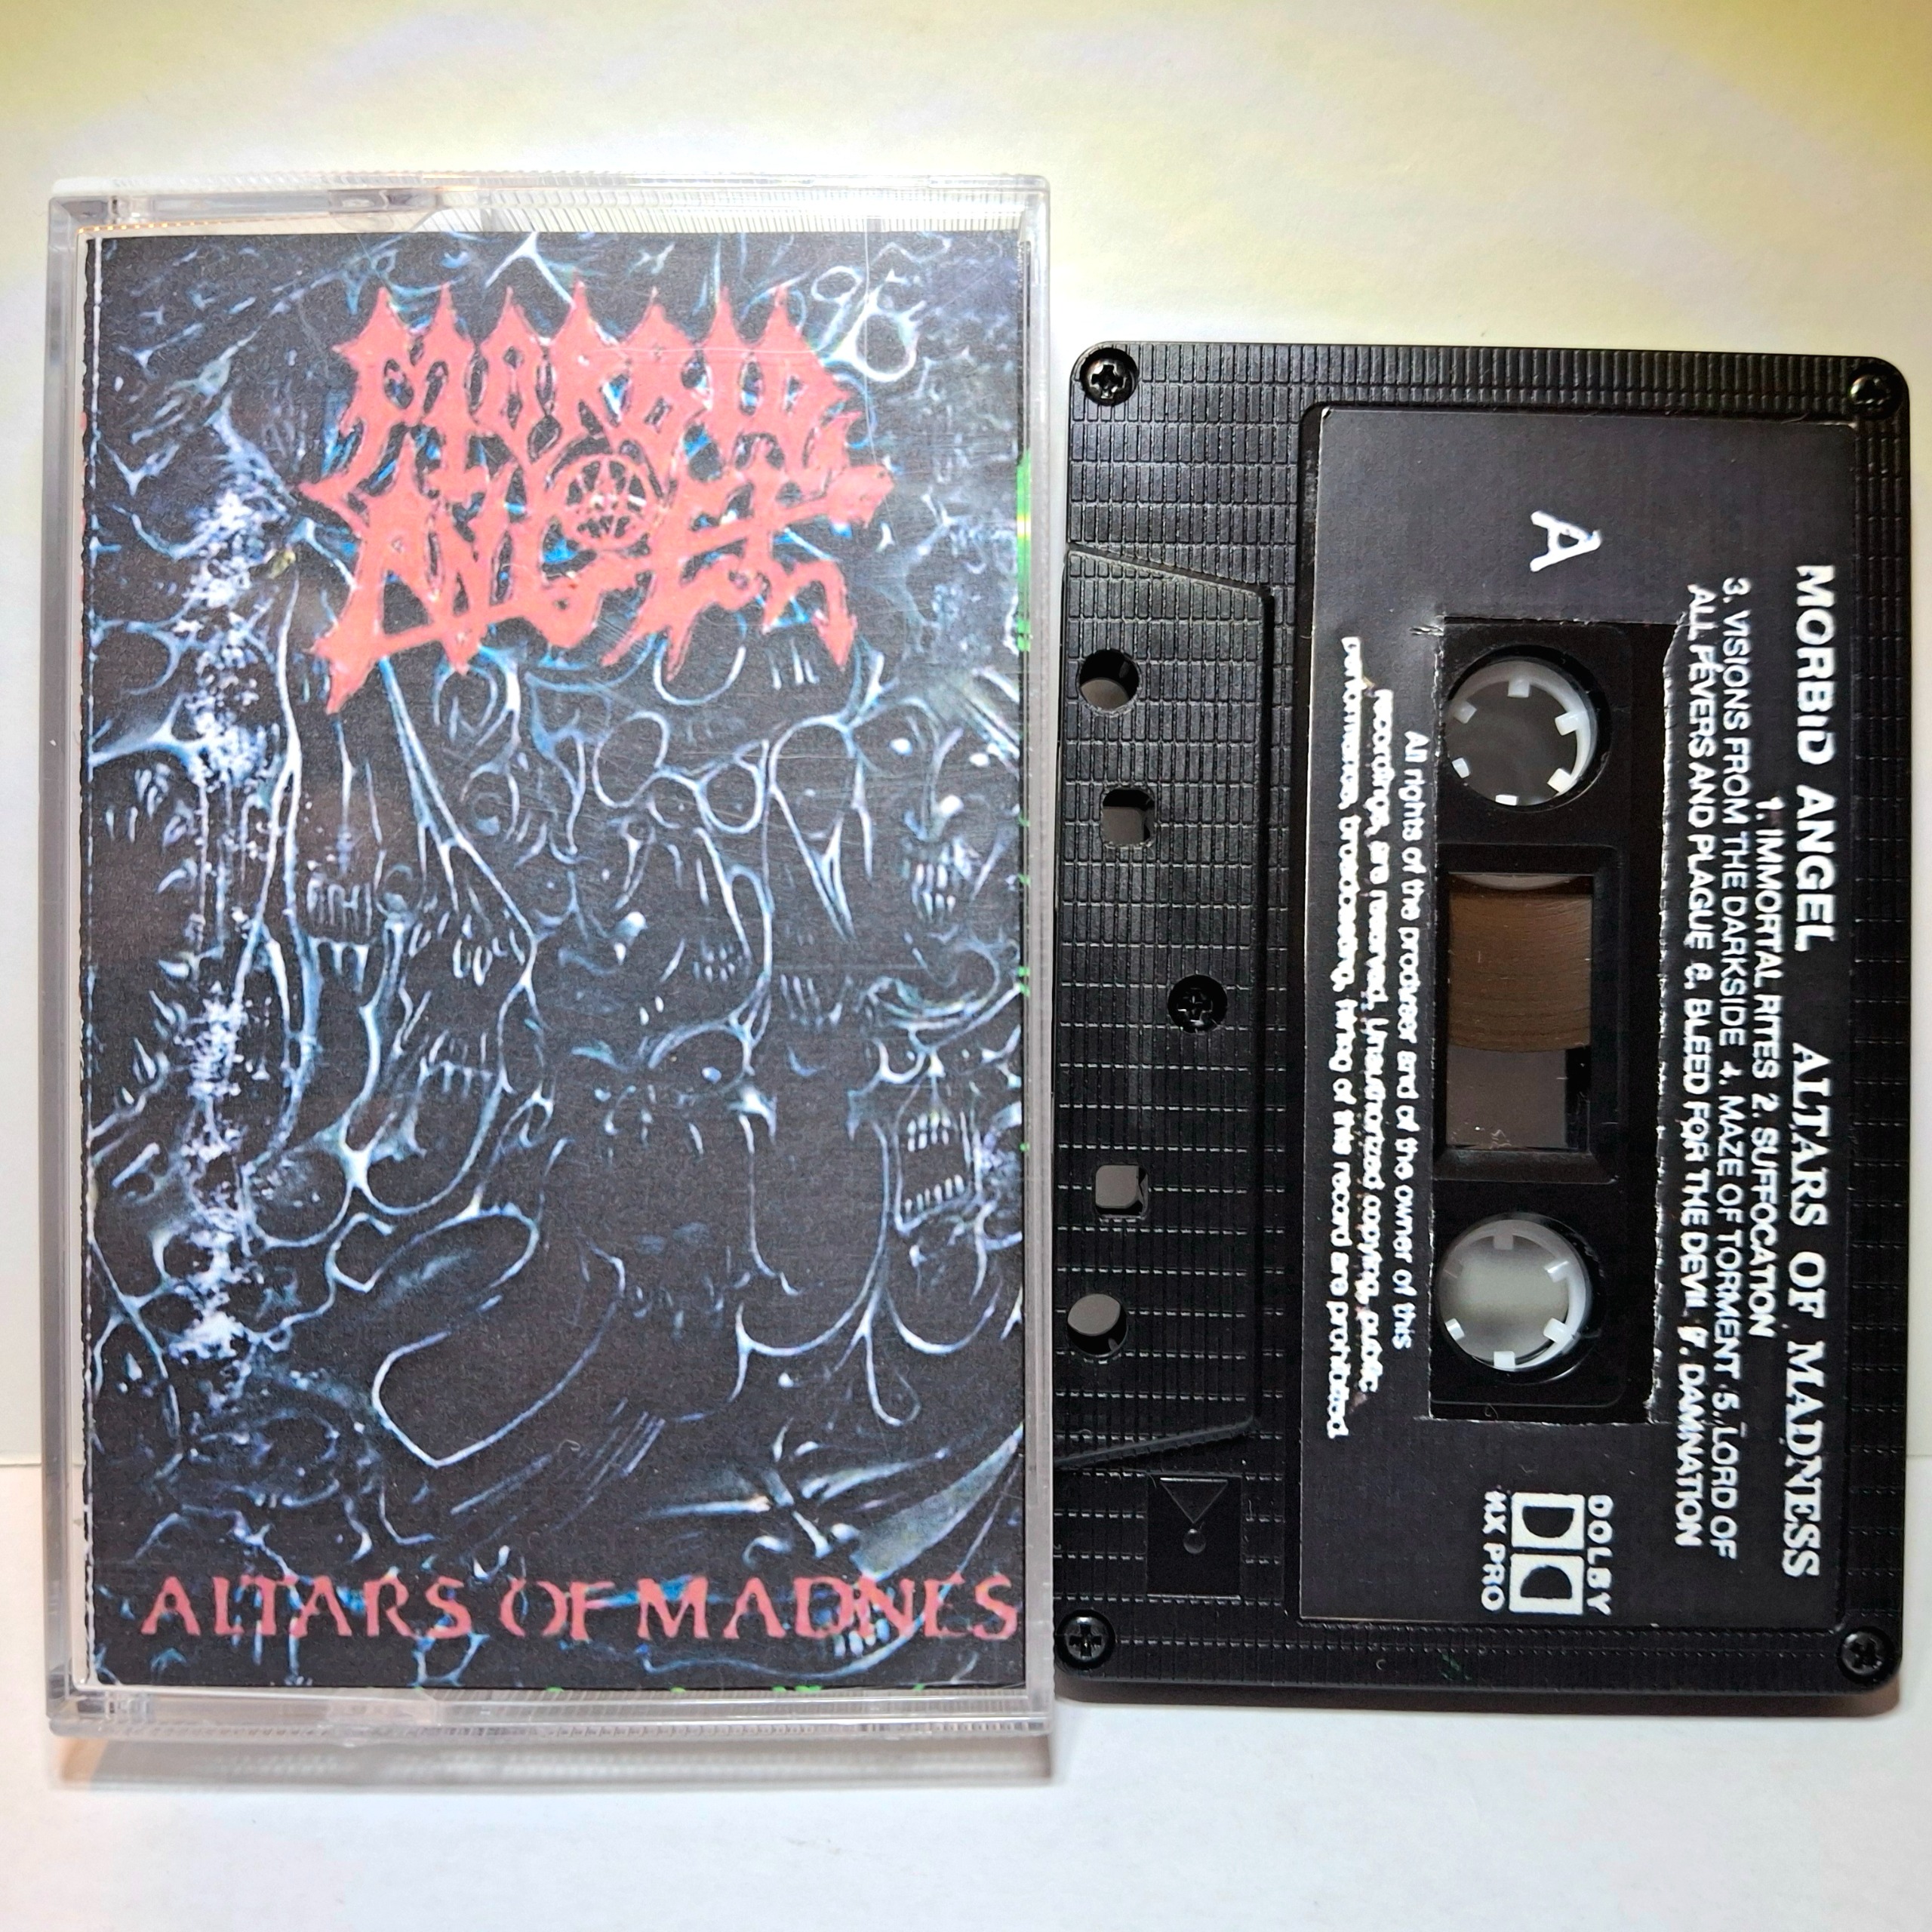 MORBID
ANGEL
ALTARS OF MADNES
A
MORBID ANGEL ALTARS OF MADNESS
1. IMMORTAL RITES 2. SUFFOCATION
3. VISIONS FROM THE DARKSIDE 4. MAZE OF TORMENT 5. LORD OF
ALL FEVERS AND PLAGUE 6. BLEED FOR THE DEVIL 7. DAMNATION
All rights of the producer and of the owner of this
recordings, are reserved. Unauthorized copying, public
performance, broadcasting, hiring of this record are prohibited
DOLBY
HX PRO